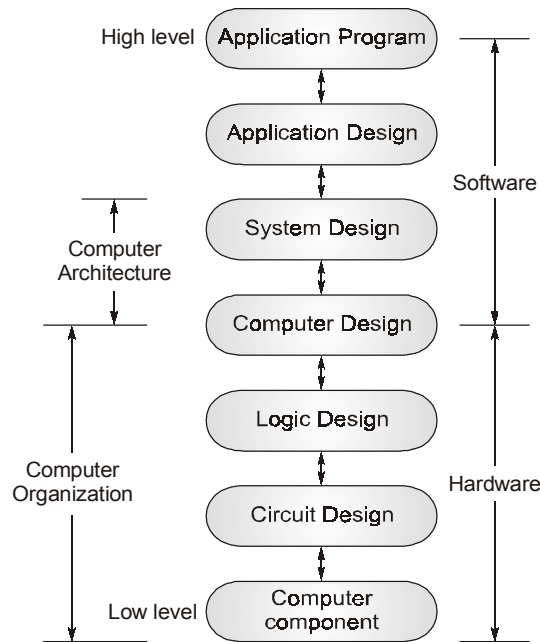 High level
Application Program
Application Design
Software
System Design
Computer
Architecture
Computer Design
Logic Design
Computer
Organization
Hardware
Circuit Design
Low level
Computer
component